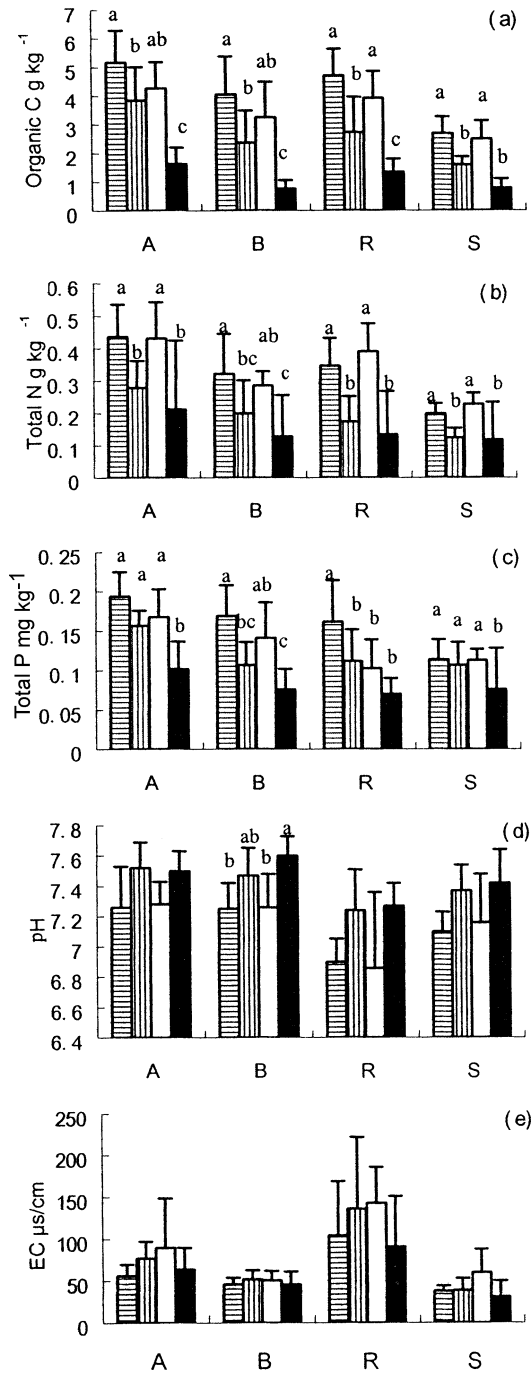 (a)
Organic C g kg⁻¹
7
6
5
4
3
2
1
0
a b ab c
a b ab c
a b a c
a b a b
A B R S
(b)
Total N g kg⁻¹
0.6
0.5
0.4
0.3
0.2
0.1
0
a b a b
a bc ab c
a b a b
a b a b
A B R S
(c)
Total P mg kg⁻¹
0.25
0.2
0.15
0.1
0.05
0
a a a b
a bc ab c
a b b b
a a a b
A B R S
(d)
pH
7.8
7.6
7.4
7.2
7
6.8
6.6
6.4
b ab b a
A B R S
(e)
EC µs/cm
250
200
150
100
50
0
A B R S